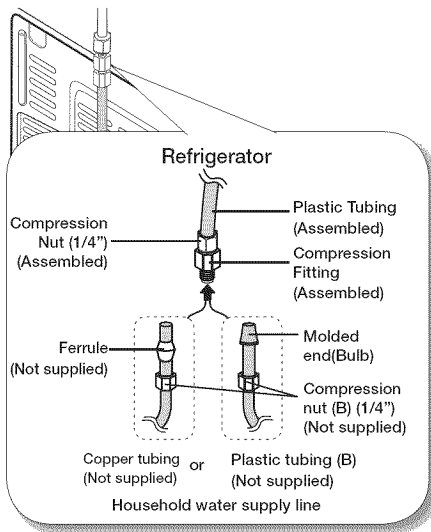 Refrigerator
Plastic Tubing
(Assembled)
Compression
Nut (1/4”)
(Assembled)
Compression
Fitting
(Assembled)
Ferrule
(Not supplied)
Molded
end(Bulb)
Compression
nut (B) (1/4”)
(Not supplied)
Copper tubing
(Not supplied)
or
Plastic tubing (B)
(Not supplied)
Household water supply line